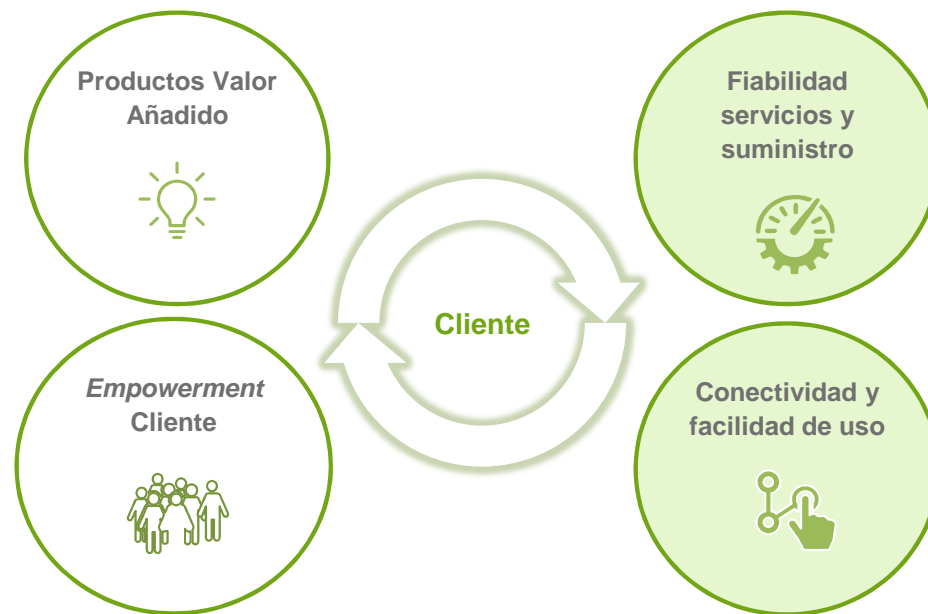 Productos Valor
Añadido
Fiabilidad
servicios y
suministro
Cliente
Empowerment
Cliente
Conectividad y
facilidad de uso